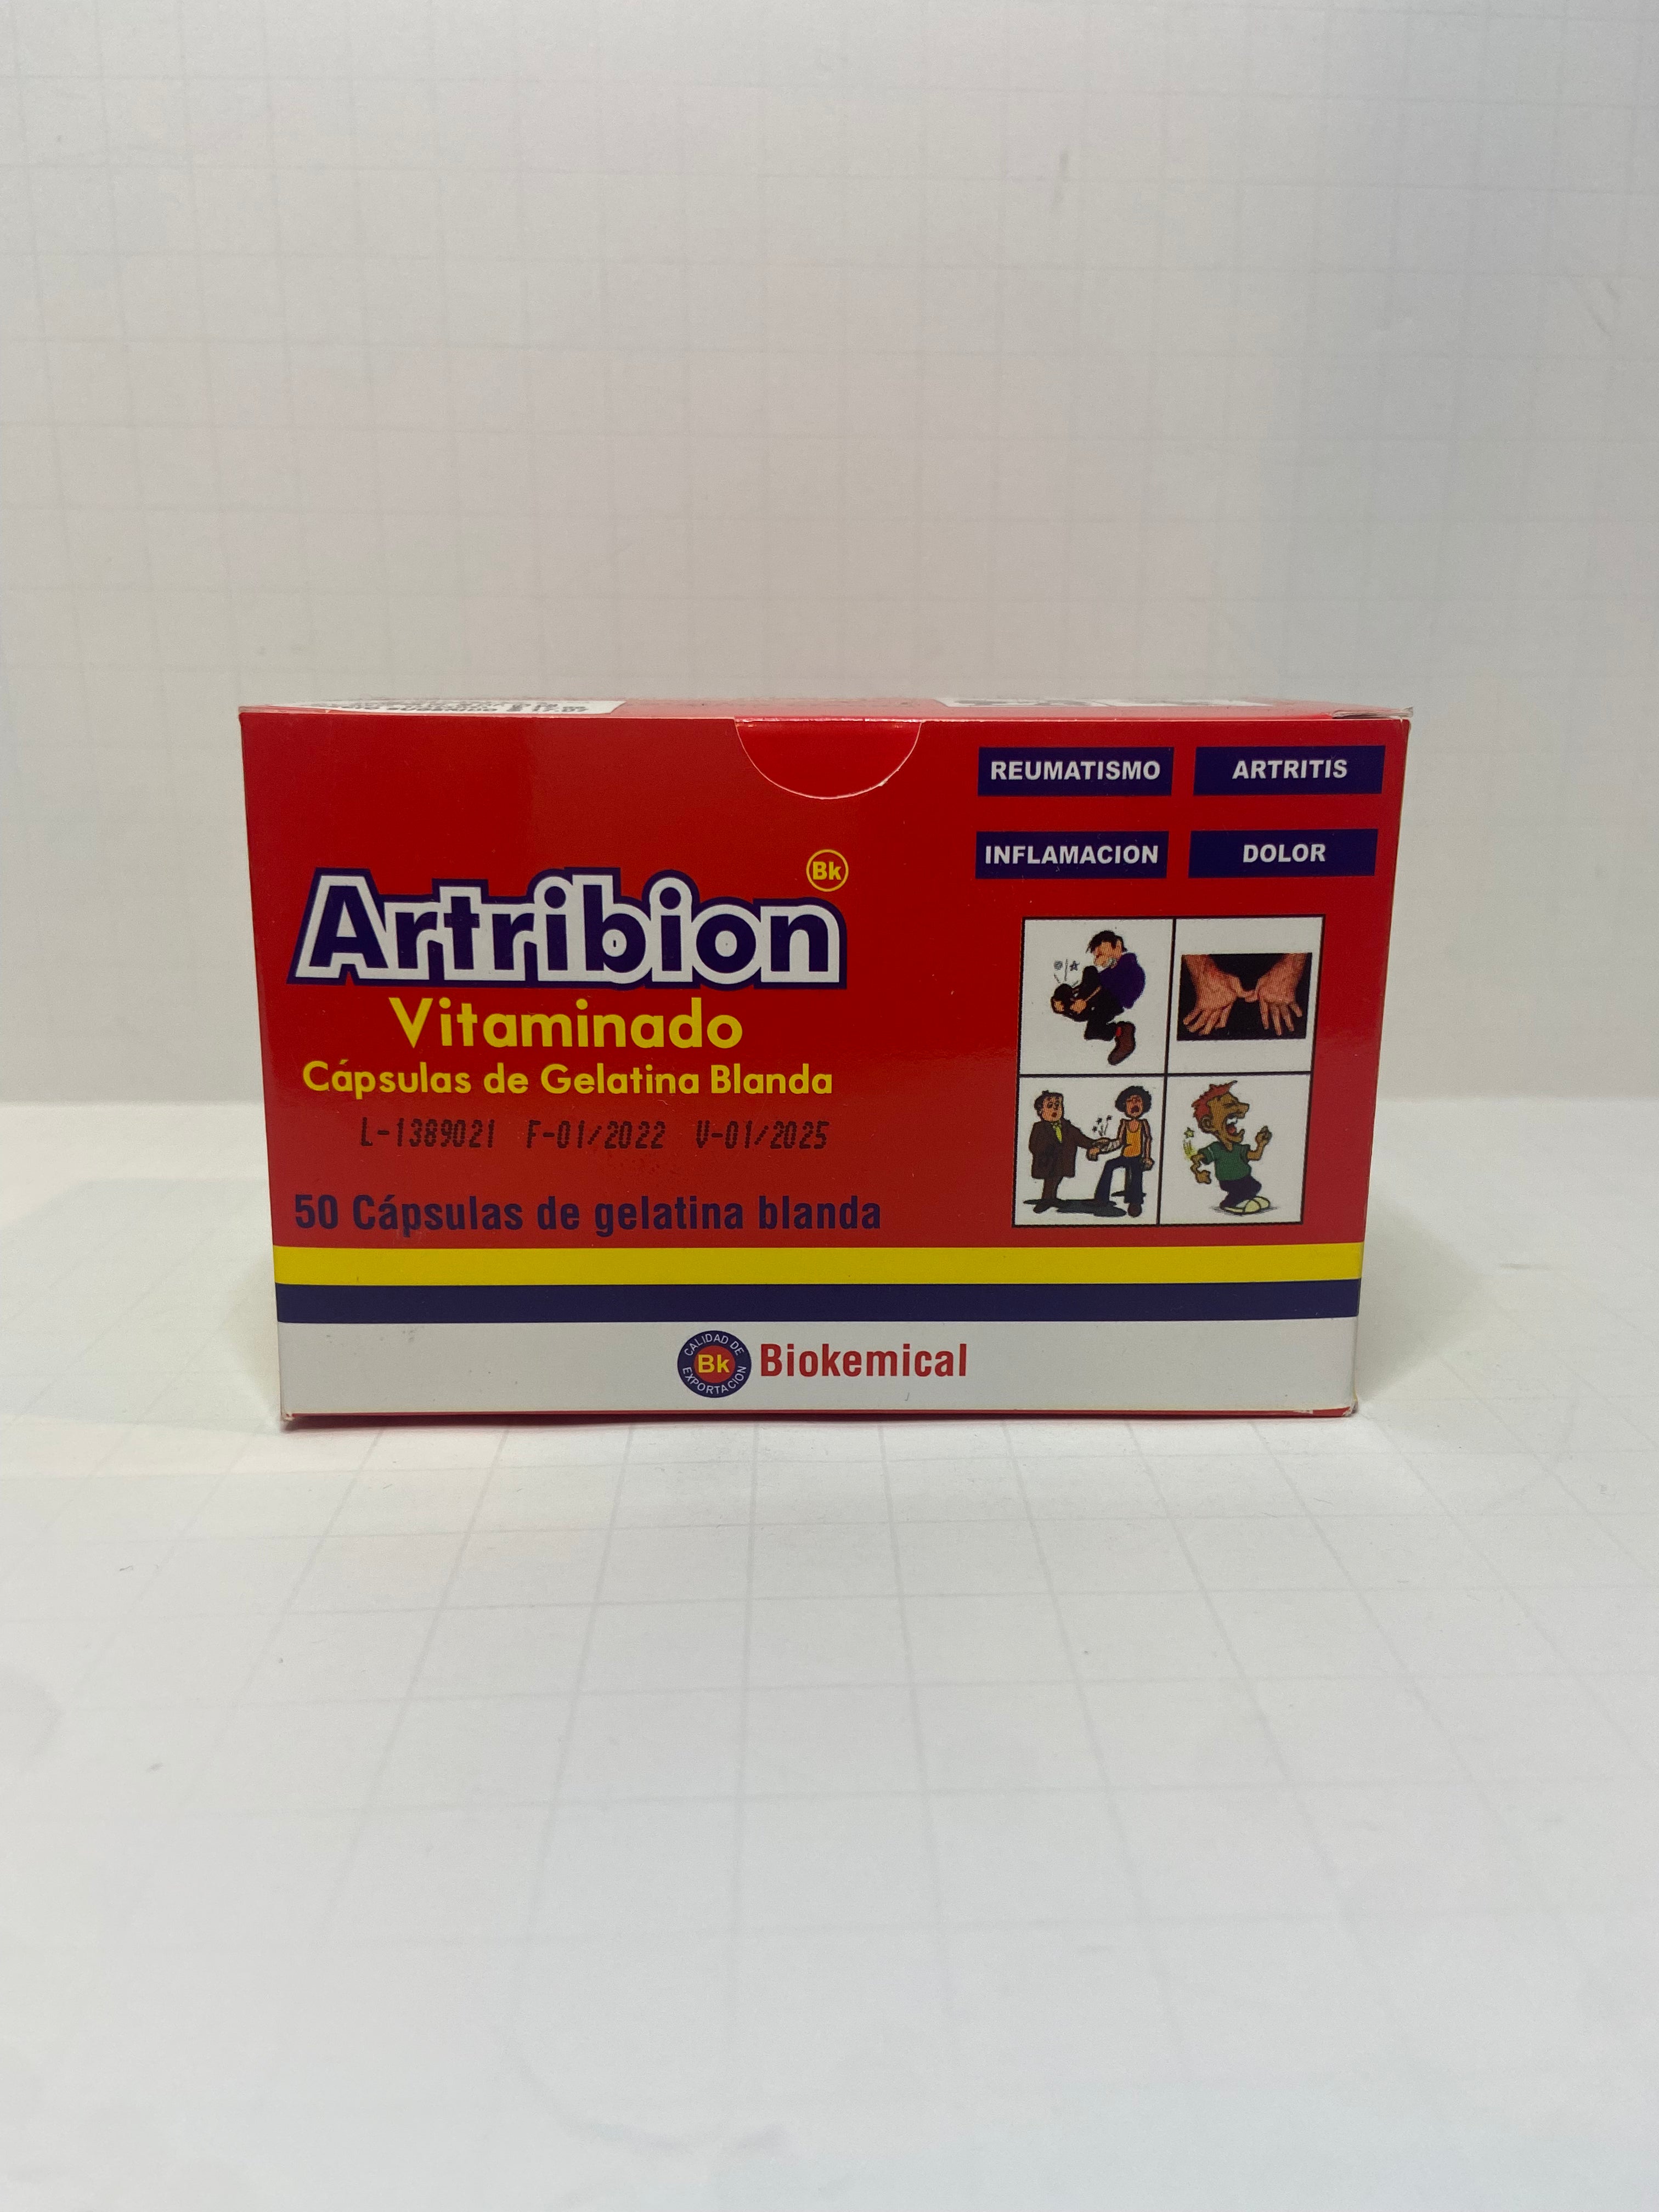 REUMATISMO ARTRITIS
INFLAMACION DOLOR
Bk
Artribion
Vitaminado
Cápsulas de Gelatina Blanda
L-1389021 F-01/2022 V-01/2025
50 Cápsulas de gelatina blanda
CALIDAD DE
Bk
EXPORTACION
Biokemical